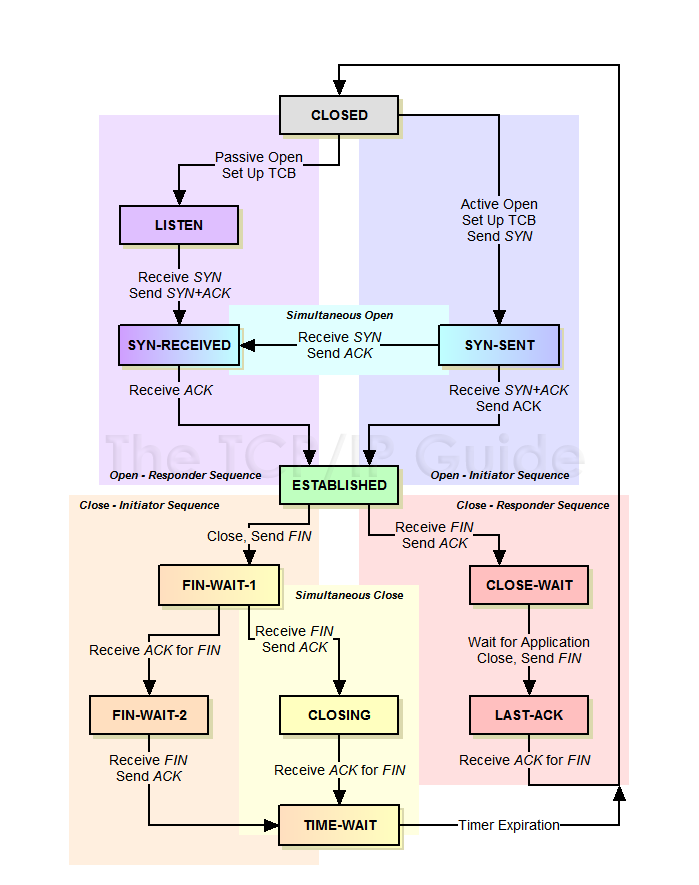 CLOSED
Passive Open
Set Up TCB
Active Open
Set Up TCB
Send SYN
LISTEN
Receive SYN
Send SYN+ACK
Simultaneous Open
SYN-RECEIVED
Receive SYN
Send ACK
SYN-SENT
Receive ACK
Receive SYN+ACK
Send ACK
The TCP/IP Guide
Open - Responder Sequence
Open - Initiator Sequence
ESTABLISHED
Close - Initiator Sequence
Close - Responder Sequence
Close, Send FIN
Receive FIN
Send ACK
FIN-WAIT-1
CLOSE-WAIT
Simultaneous Close
Receive ACK for FIN
Receive FIN
Send ACK
Wait for Application
Close, Send FIN
FIN-WAIT-2
CLOSING
LAST-ACK
Receive FIN
Send ACK
Receive ACK for FIN
Receive ACK for FIN
TIME-WAIT
Timer Expiration